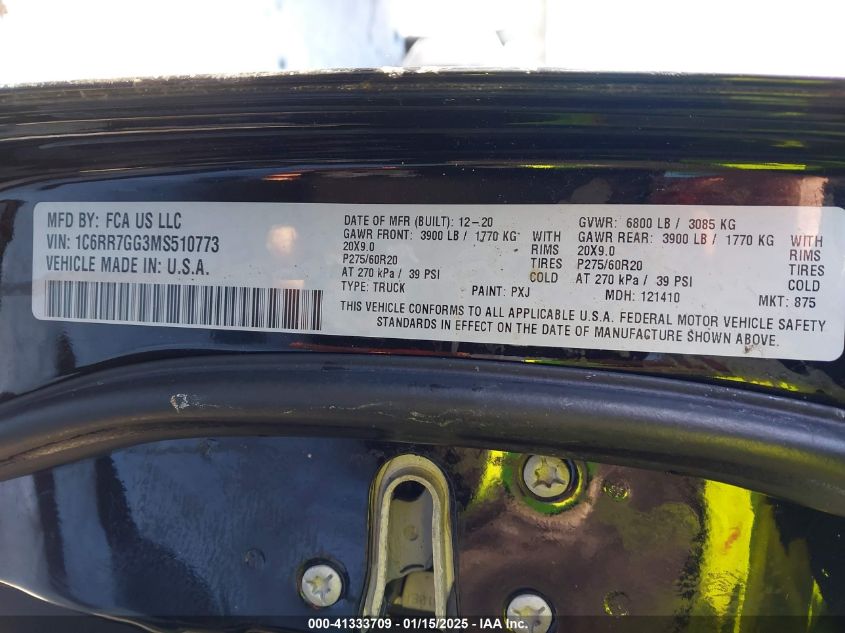 MFD BY: FCA US LLC
VIN: 1C6RR7GG3MS510773
VEHICLE MADE IN: U.S.A.
DATE OF MFR (BUILT): 12-20
GAWR FRONT: 3900 LB / 1770 KG WITH
20X9.0 RIMS
P275/60R20 TIRES
AT 270 kPa / 39 PSI COLD
TYPE: TRUCK PAINT: PXJ
GVWR: 6800 LB / 3085 KG
GAWR REAR: 3900 LB / 1770 KG WITH
20X9.0 RIMS
P275/60R20 TIRES
AT 270 kPa / 39 PSI COLD
MDH: 121410 MKT: 875
THIS VEHICLE CONFORMS TO ALL APPLICABLE U.S.A. FEDERAL MOTOR VEHICLE SAFETY
STANDARDS IN EFFECT ON THE DATE OF MANUFACTURE SHOWN ABOVE.
000-41333709 - 01/15/2025 - IAA Inc.